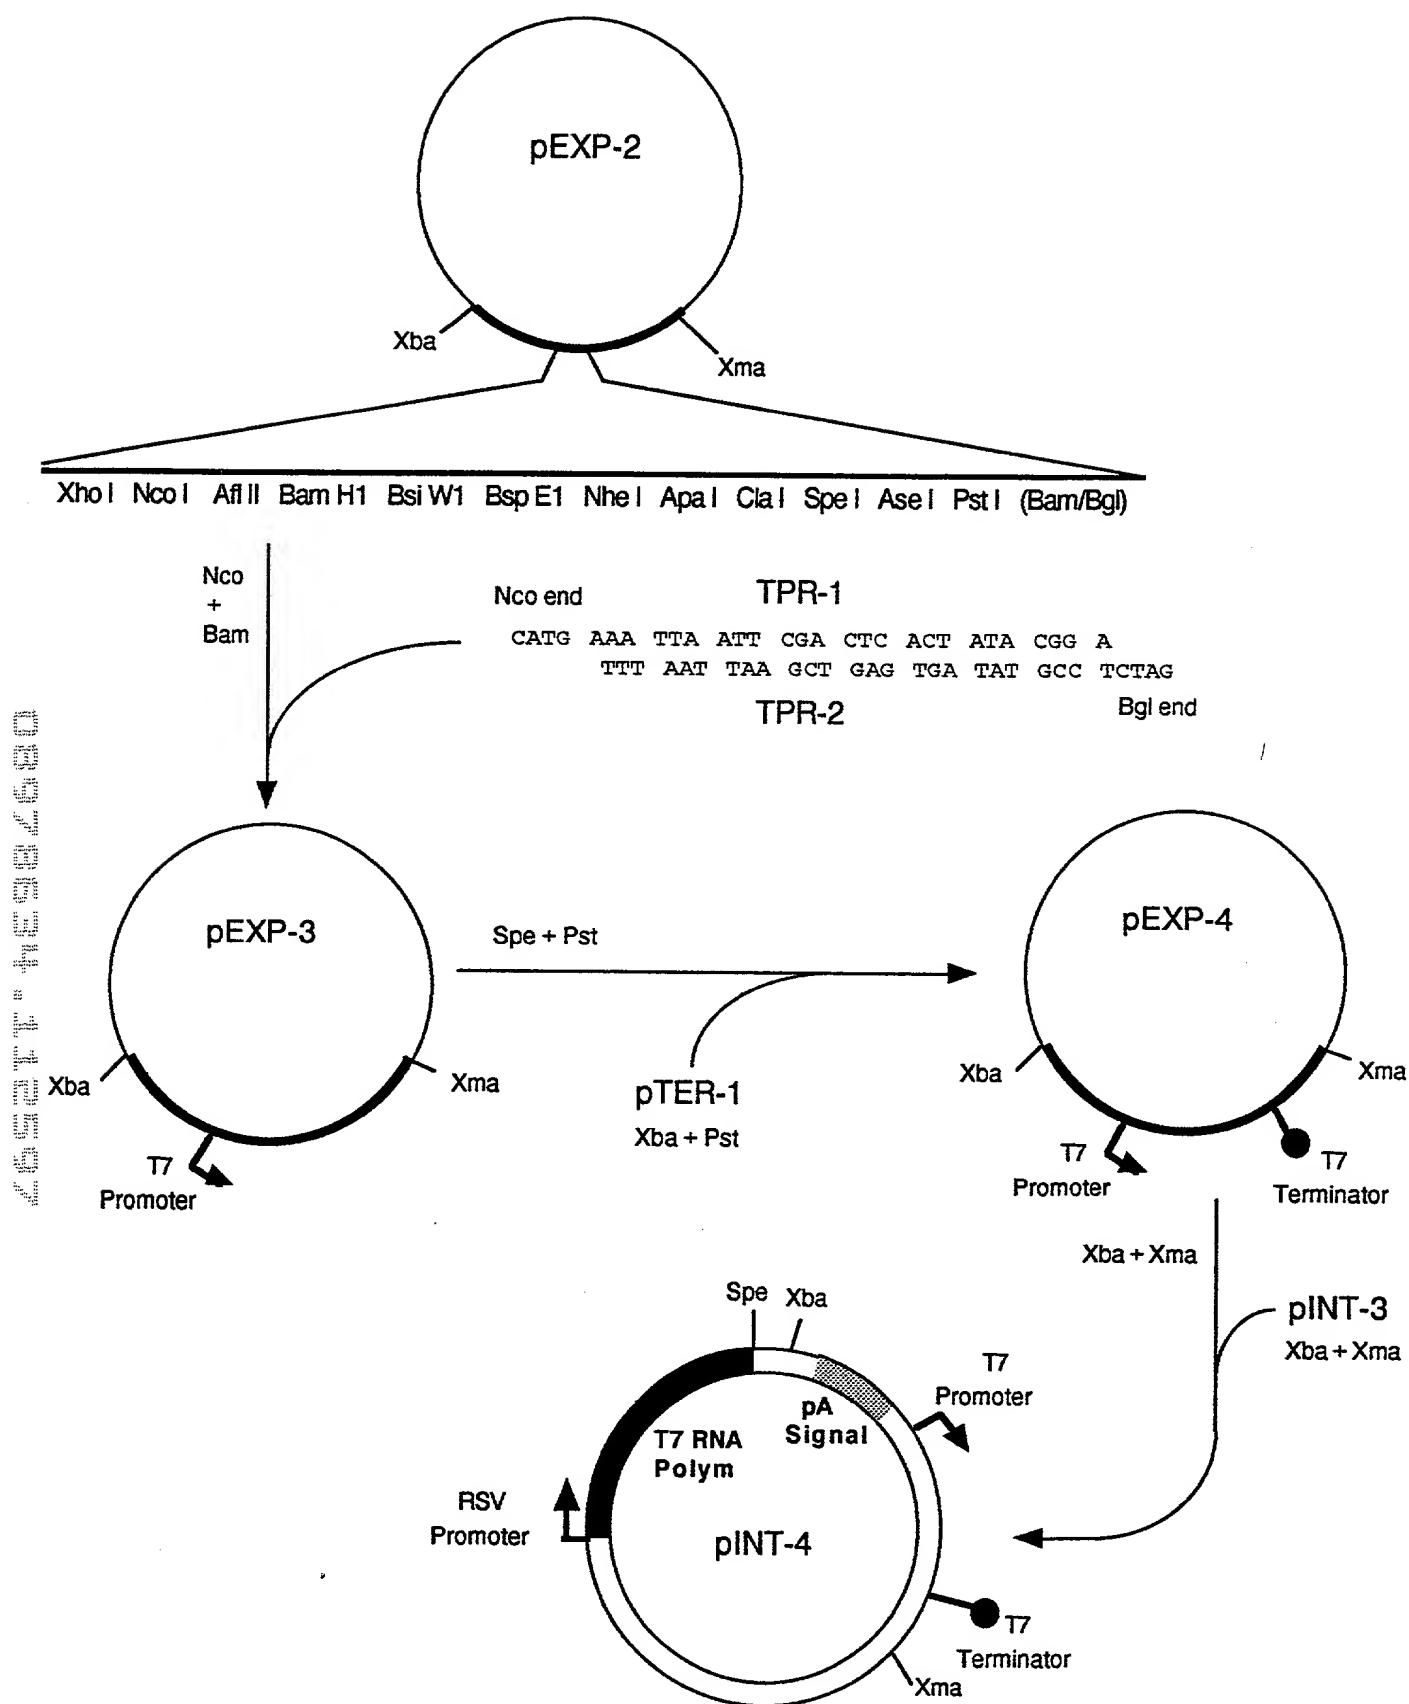 pEXP-2
Xba
Xma
Xho I Nco I Afl II Bam H1 Bsi W1 Bsp E1 Nhe I Apa I Cla I Spe I Ase I Pst I (Bam/Bgl)
Nco
+
Bam
Nco end
TPR-1
CATG AAA TTA ATT CGA CTC ACT ATA CGG A
TTT AAT TAA GCT GAG TGA TAT GCC TCTAG
TPR-2
Bgl end
08978634.112597
pEXP-3
Xba
Xma
T7
Promoter
Spe + Pst
pTER-1
Xba + Pst
pEXP-4
Xba
Xma
T7
Promoter
T7
Terminator
Xba + Xma
pINT-3
Xba + Xma
Spe
Xba
T7
Promoter
pA
Signal
T7 RNA
Polym
RSV
Promoter
pINT-4
T7
Terminator
Xma